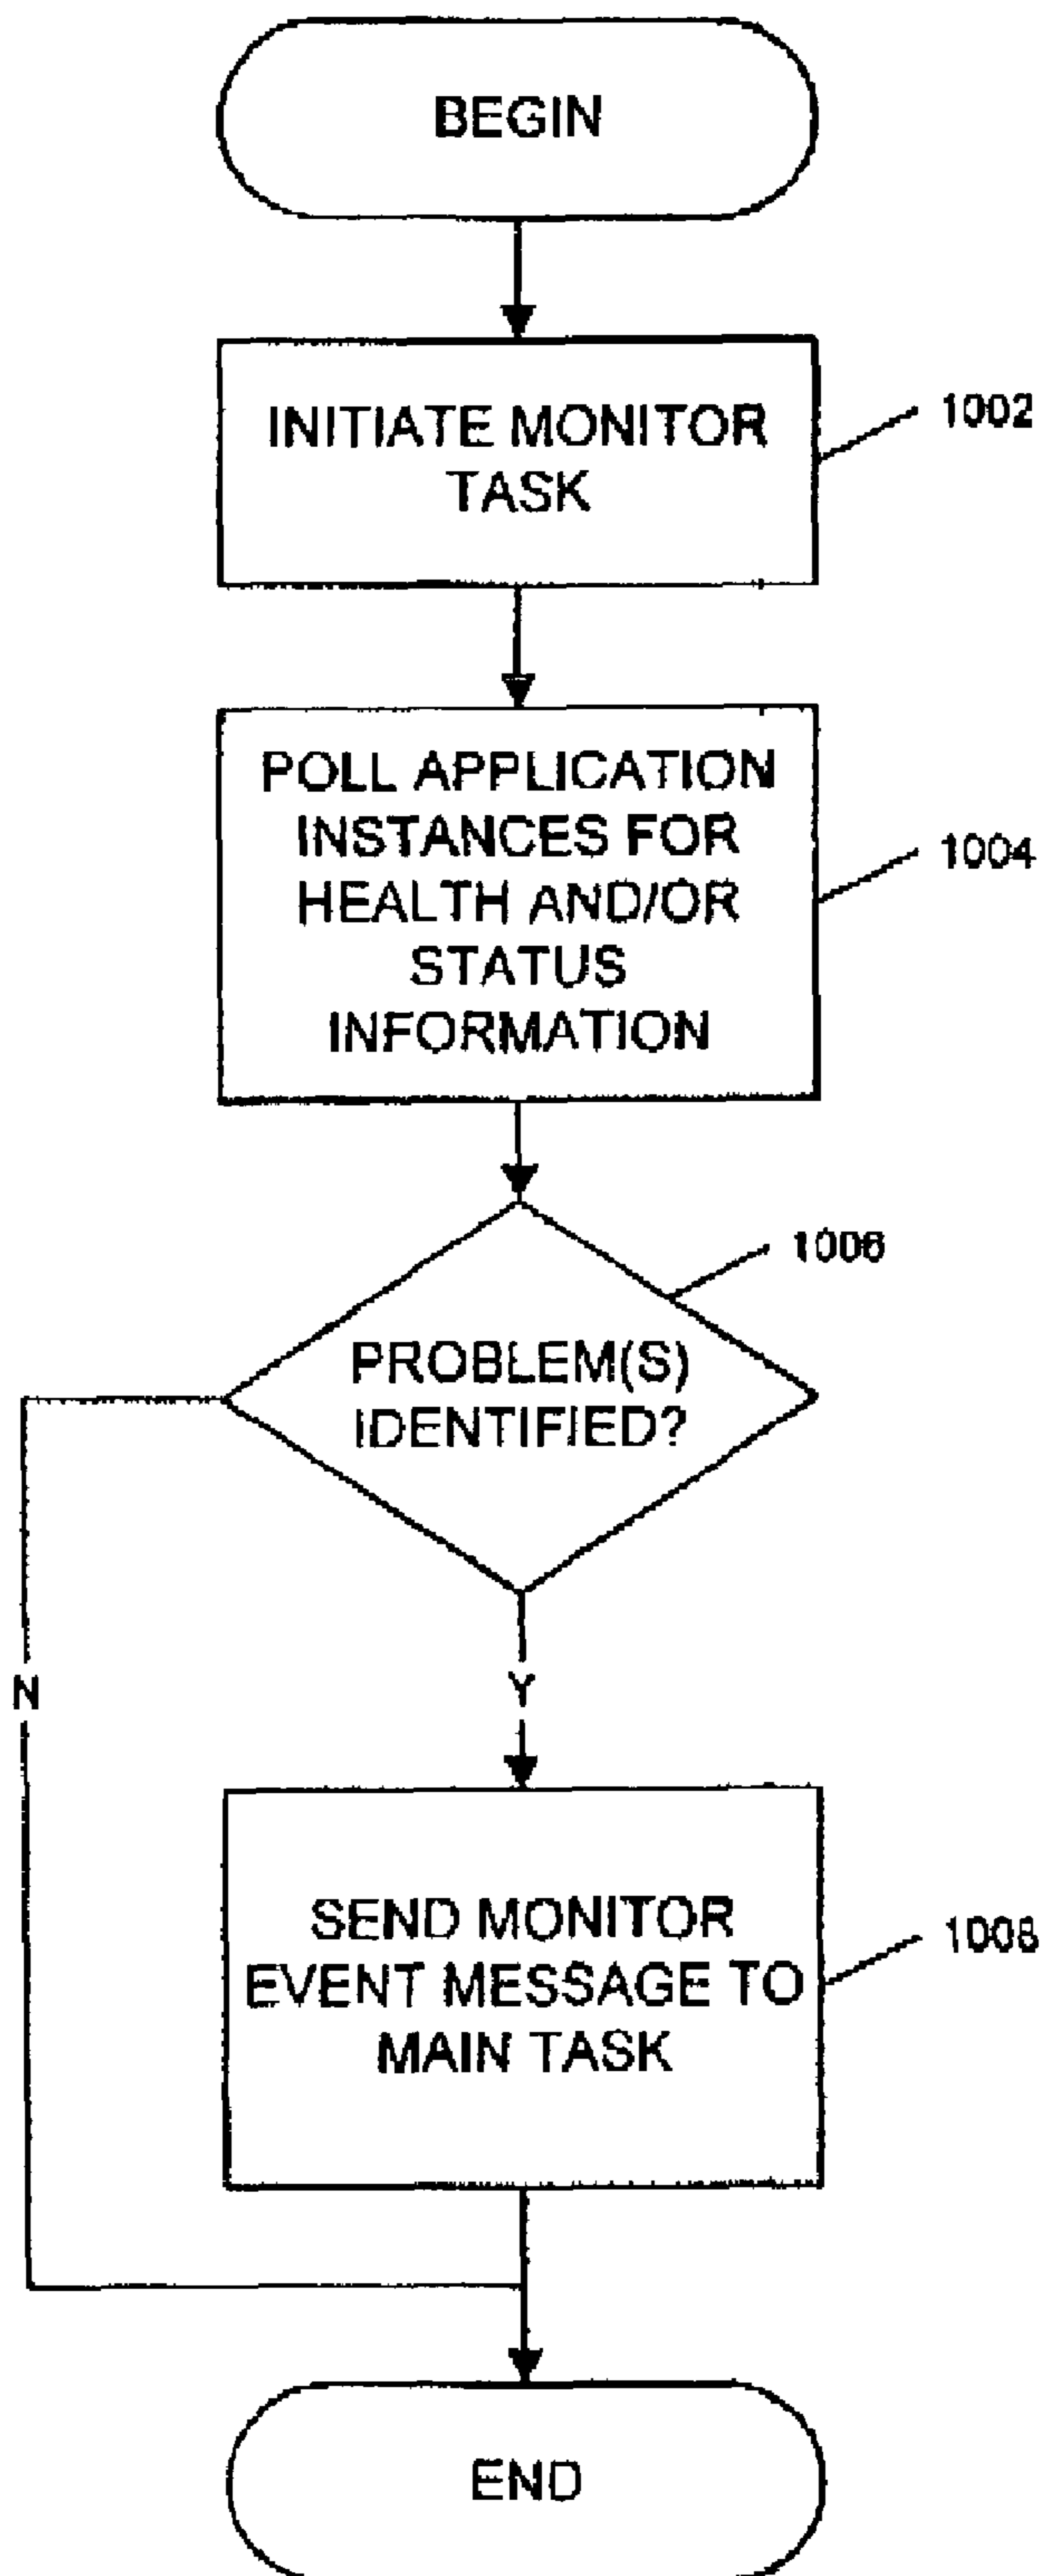 BEGIN
INITIATE MONITOR
TASK
1002
POLL APPLICATION
INSTANCES FOR
HEALTH AND/OR
STATUS
INFORMATION
1004
1006
PROBLEM(S)
IDENTIFIED?
N
Y
SEND MONITOR
EVENT MESSAGE TO
MAIN TASK
1008
END